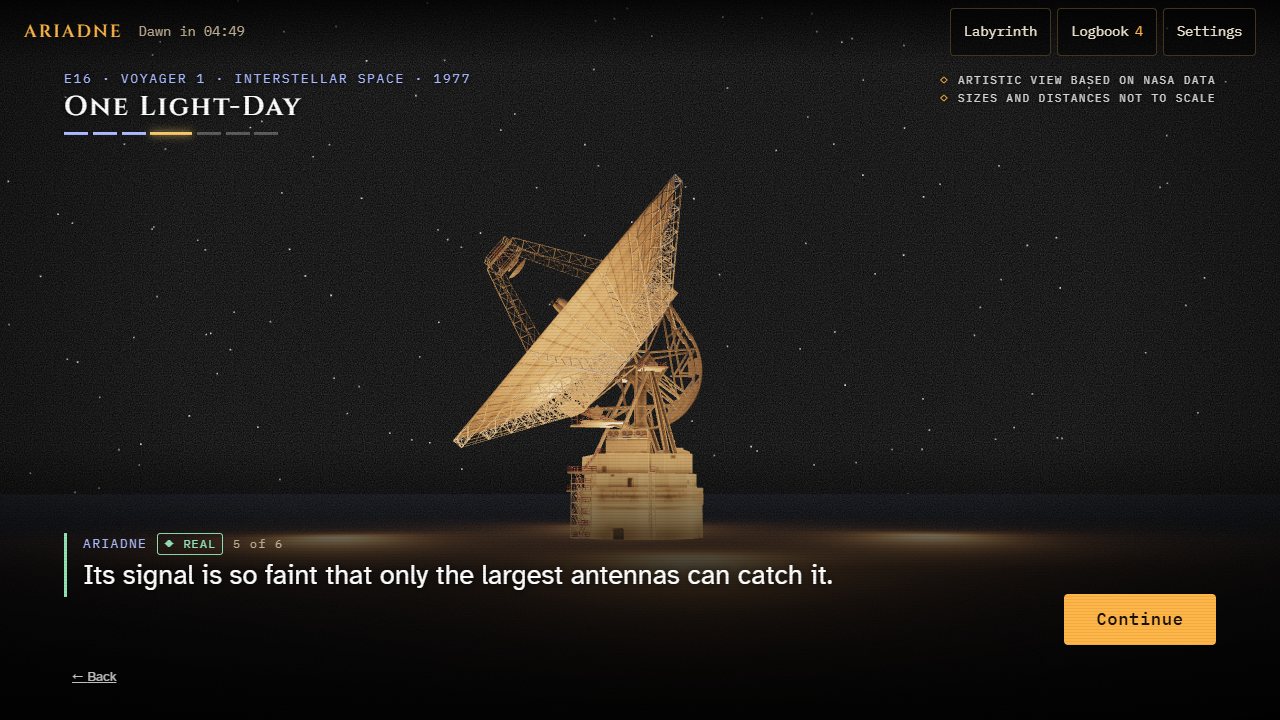 ARIADNE Dawn in 04:49 Labyrinth Logbook 4 Settings
E16 · VOYAGER 1 · INTERSTELLAR SPACE · 1977
One Light-Day
◇ ARTISTIC VIEW BASED ON NASA DATA
◇ SIZES AND DISTANCES NOT TO SCALE
ARIADNE ◆ REAL 5 of 6
Its signal is so faint that only the largest antennas can catch it.
Continue
← Back